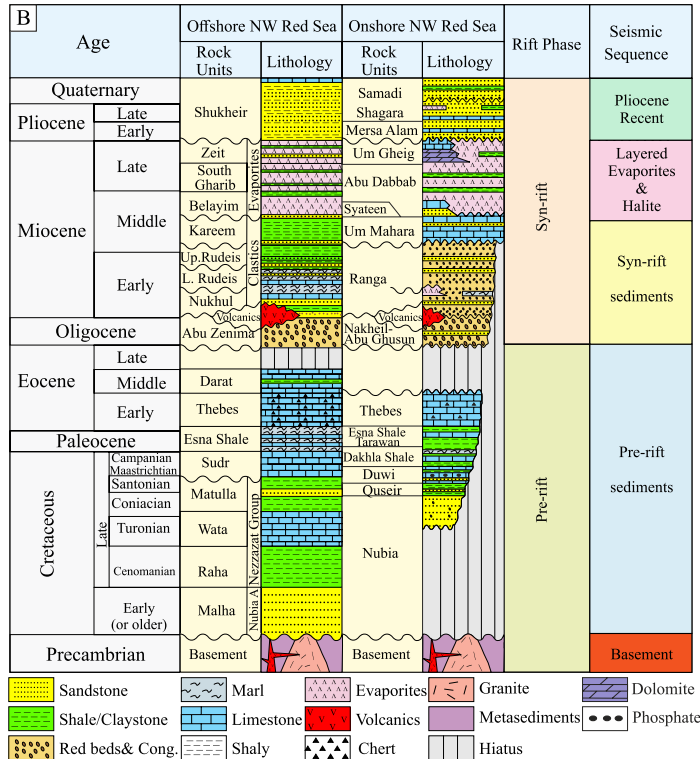 B
Age
Offshore NW Red Sea
Onshore NW Red Sea
Rift Phase
Seismic
Sequence
Rock
Units
Lithology
Rock
Units
Lithology
Quaternary
Pliocene
Late
Early
Miocene
Late
Middle
Early
Oligocene
Eocene
Late
Middle
Early
Paleocene
Cretaceous
Late
Campanian
Maastrichtian
Santonian
Coniacian
Turonian
Cenomanian
Early
(or older)
Precambrian
Shukheir
Zeit
South
Gharib
Belayim
Evaporites
Kareem
Up.Rudeis
L. Rudeis
Nukhul
Clastics
Volcanics
Abu Zenima
Darat
Thebes
Esna Shale
Sudr
Matulla
Wata
Raha
Nezzazat Group
Malha
Nubia A
Basement
Samadi
Shagara
Mersa Alam
Um Gheig
Abu Dabbab
Syateen
Um Mahara
Ranga
Volcanics
Nakheil-
Abu Ghusun
Thebes
Esna Shale
Tarawan
Dakhla Shale
Duwi
Quseir
Nubia
Basement
Syn-rift
Pre-rift
Pliocene
Recent
Layered
Evaporites
&
Halite
Syn-rift
sediments
Pre-rift
sediments
Basement
Sandstone
Marl
Evaporites
Granite
Dolomite
Shale/Claystone
Limestone
Volcanics
Metasediments
Phosphate
Red beds& Cong.
Shaly
Chert
Hiatus